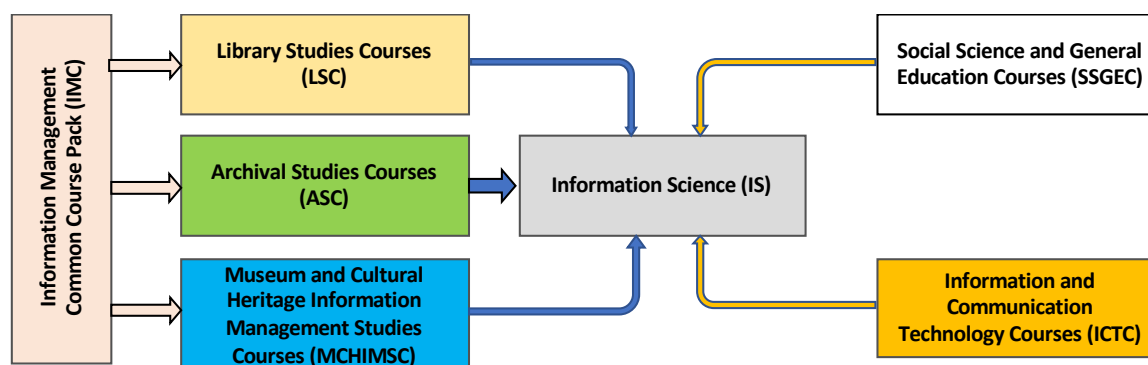 Information Management
Common Course Pack (IMC)
Library Studies Courses
(LSC)
Archival Studies Courses
(ASC)
Museum and Cultural
Heritage Information
Management Studies
Courses (MCHIMSC)
Information Science (IS)
Social Science and General
Education Courses (SSGEC)
Information and
Communication
Technology Courses (ICTC)